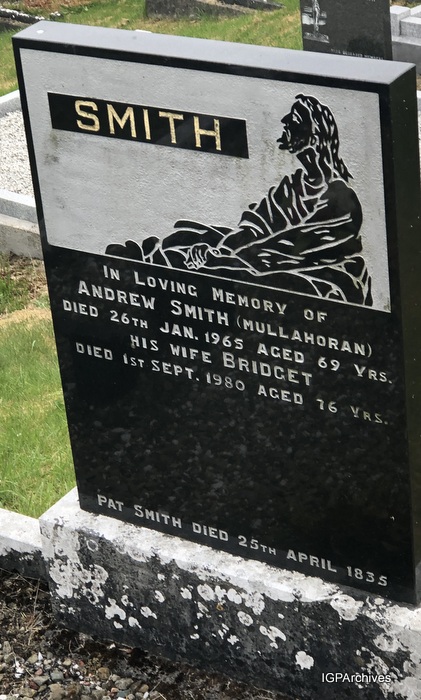 SMITH
IN LOVING MEMORY OF
ANDREW SMITH (MULLAHORAN)
DIED 26TH JAN. 1965 AGED 69 YRS.
HIS WIFE BRIDGET
DIED 1ST SEPT. 1980 AGED 76 YRS.
PAT SMITH DIED 25TH APRIL 1835
IGPArchives